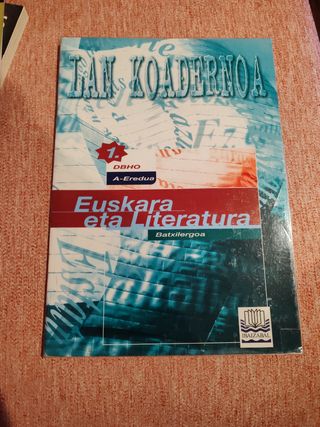 LAN KOADERNOA
1.
DBHO
A-Eredua
Euskara
eta Literatura
Batxilergoa
IBAIZABAL